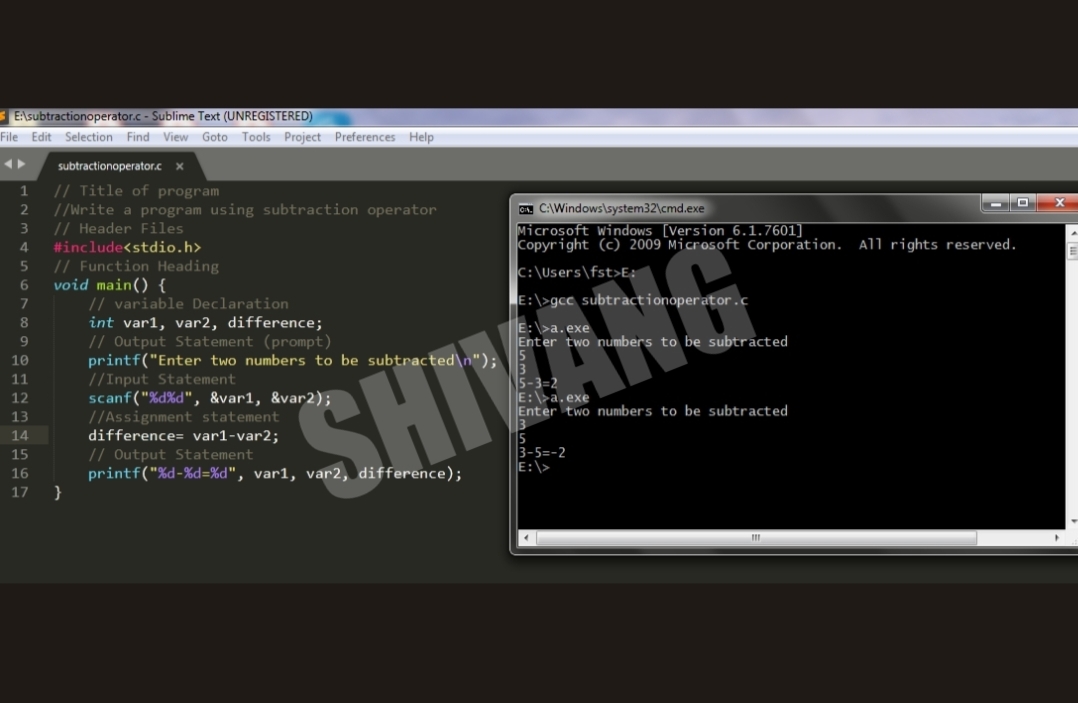 E:\subtractionoperator.c - Sublime Text (UNREGISTERED)
File Edit Selection Find View Goto Tools Project Preferences Help
subtractionoperator.c ×
1 // Title of program
2 //Write a program using subtraction operator
3 // Header Files
4 #include<stdio.h>
5 // Function Heading
6 void main() {
7 // variable Declaration
8 int var1, var2, difference;
9 // Output Statement (prompt)
10 printf("Enter two numbers to be subtracted\n");
11 //Input Statement
12 scanf("%d%d", &var1, &var2);
13 //Assignment statement
14 difference= var1-var2;
15 // Output Statement
16 printf("%d-%d=%d", var1, var2, difference);
17 }
C:\Windows\system32\cmd.exe
Microsoft Windows [Version 6.1.7601]
Copyright (c) 2009 Microsoft Corporation. All rights reserved.
C:\Users\fst>E:
E:\>gcc subtractionoperator.c
E:\>a.exe
Enter two numbers to be subtracted
5
3
5-3=2
E:\>a.exe
Enter two numbers to be subtracted
3
5
3-5=-2
E:\>
SHIVANG